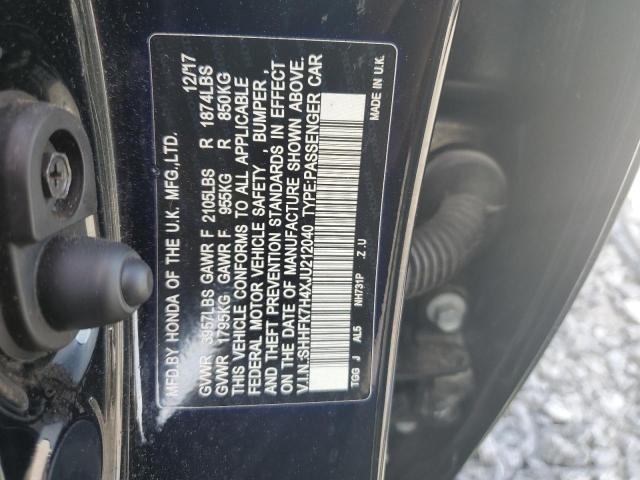 MFD.BY HONDA OF THE U.K. MFG.,LTD. 12/17
GVWR 3957LBS GAWR F 2105LBS R 1874LBS
GVWR 1795KG GAWR F 955KG R 850KG
THIS VEHICLE CONFORMS TO ALL APPLICABLE
FEDERAL MOTOR VEHICLE SAFETY , BUMPER ,
AND THEFT PREVENTION STANDARDS IN EFFECT
ON THE DATE OF MANUFACTURE SHOWN ABOVE.
V.I.N.:SHHFK7H4XJU212040 TYPE:PASSENGER CAR
TGG J AL5 NH731P .Z.U MADE IN U.K.